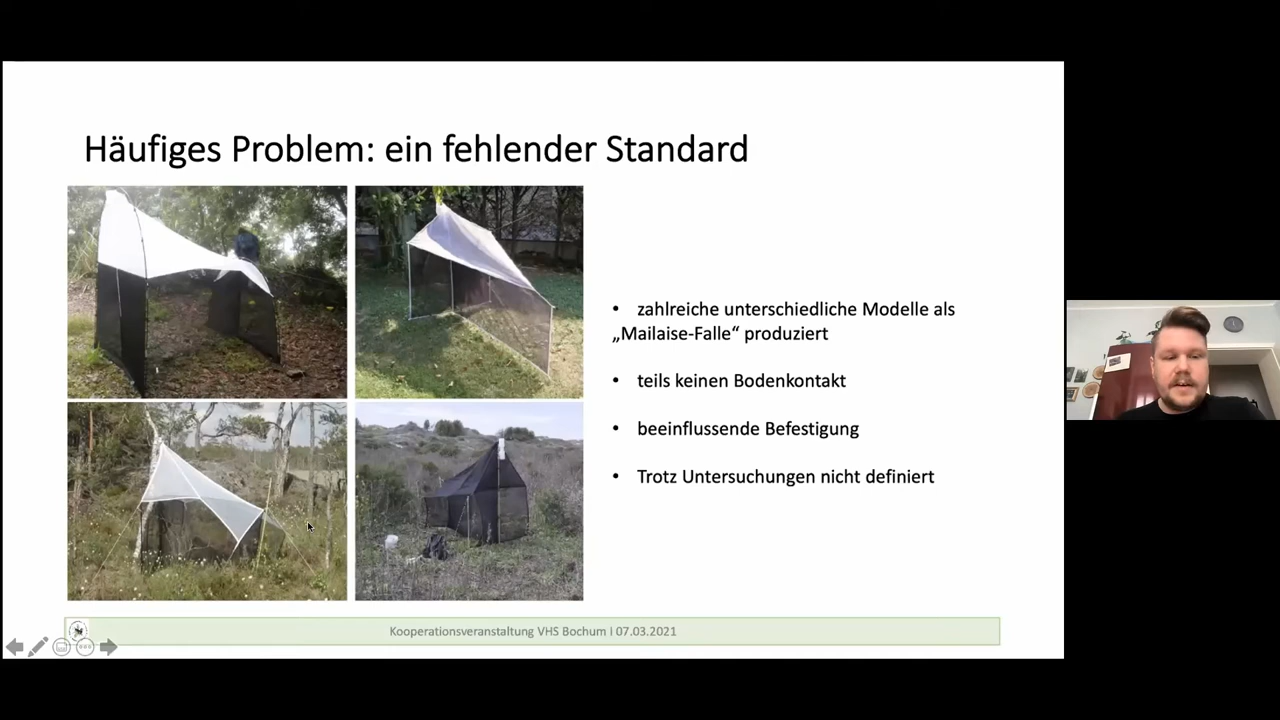 Häufiges Problem: ein fehlender Standard
• zahlreiche unterschiedliche Modelle als
„Mailaise-Falle“ produziert
• teils keinen Bodenkontakt
• beeinflussende Befestigung
• Trotz Untersuchungen nicht definiert
Kooperationsveranstaltung VHS Bochum I 07.03.2021